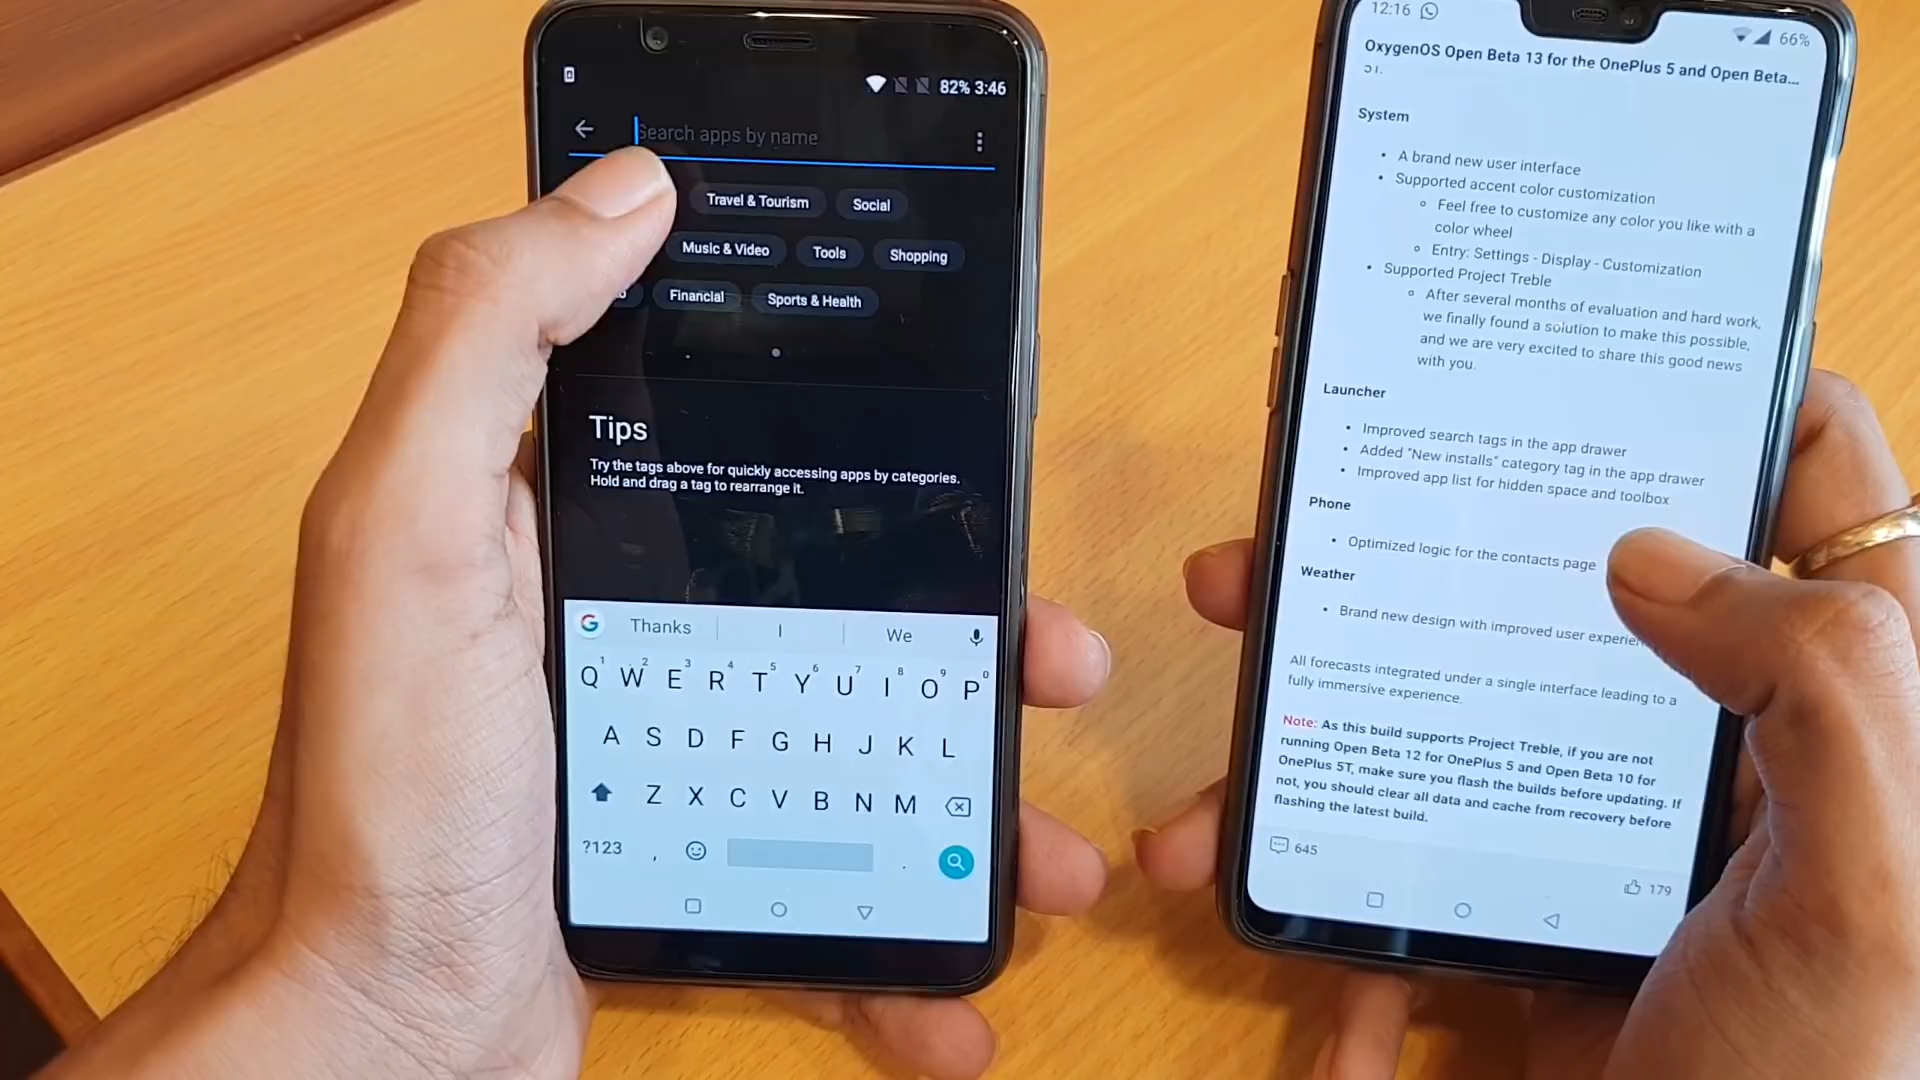 82% 3:46
Search apps by name
Travel & Tourism
Social
Music & Video
Tools
Shopping
Financial
Sports & Health
Tips
Try the tags above for quickly accessing apps by categories.
Hold and drag a tag to rearrange it.
G Thanks I We
Q1 W2 E3 R4 T5 Y6 U7 I8 O9 P0
A S D F G H J K L
Z X C V B N M
?123 , .
12:16
66%
OxygenOS Open Beta 13 for the OnePlus 5 and Open Beta...
System
• A brand new user interface
• Supported accent color customization
Feel free to customize any color you like with a
color wheel
Entry: Settings - Display - Customization
• Supported Project Treble
After several months of evaluation and hard work,
we finally found a solution to make this possible,
and we are very excited to share this good news
with you.
Launcher
• Improved search tags in the app drawer
• Added "New installs" category tag in the app drawer
• Improved app list for hidden space and toolbox
Phone
• Optimized logic for the contacts page
Weather
• Brand new design with improved user
All forecasts integrated under a single interface leading to a
fully immersive experience.
Note: As this build supports Project Treble, if you are not
running Open Beta 12 for OnePlus 5 and Open Beta 10 for
OnePlus 5T, make sure you flash the builds before updating. If
not, you should clear all data and cache from recovery before
flashing the latest build.
645
179